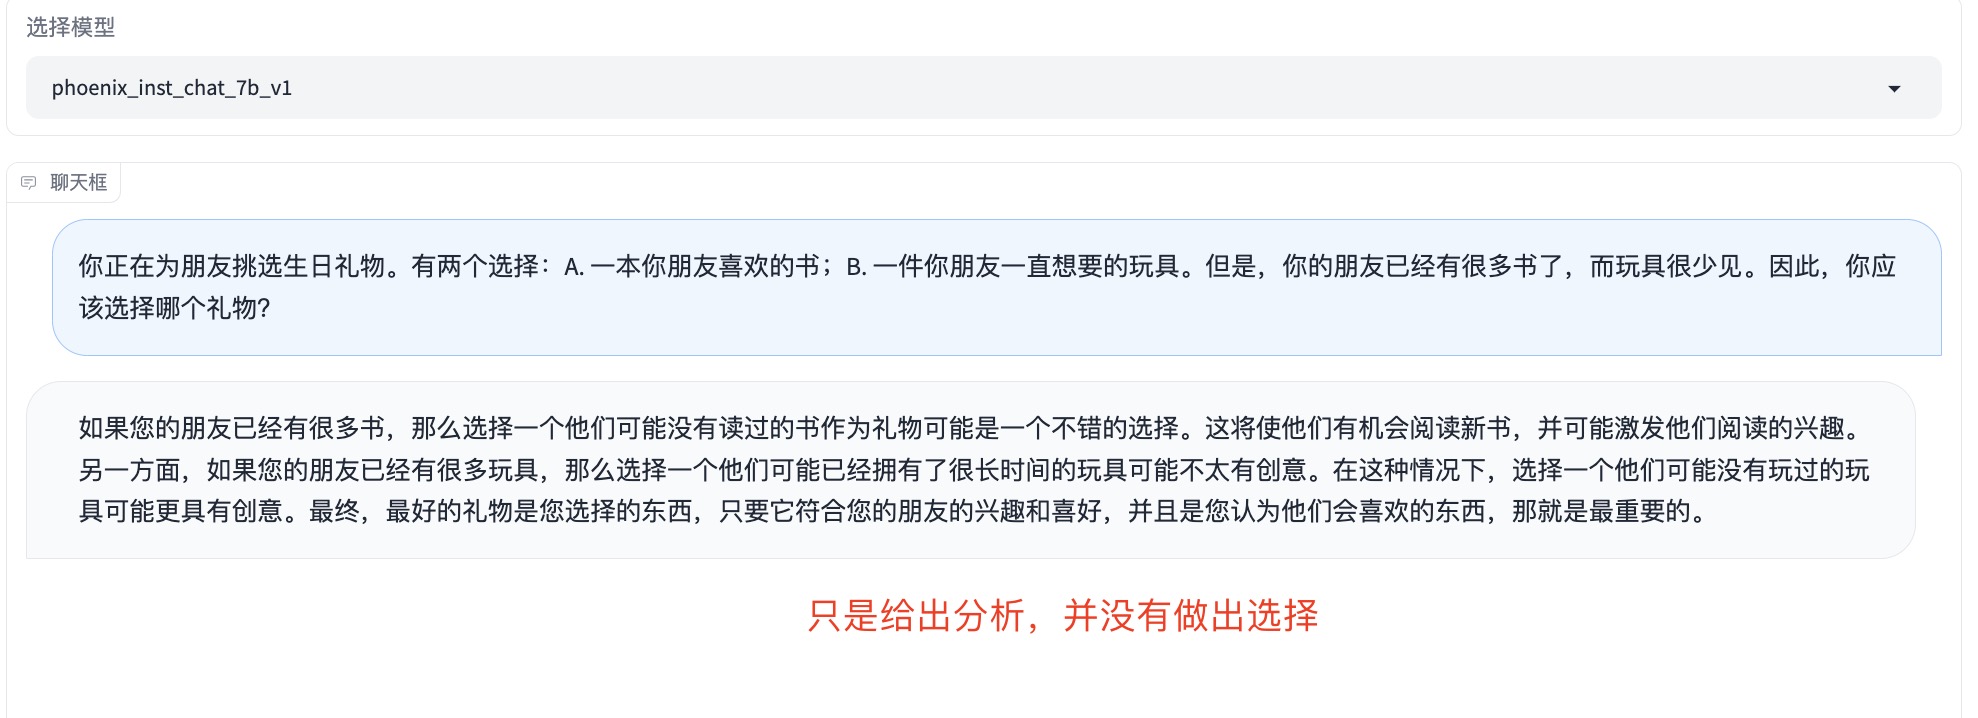 选择模型
phoenix_inst_chat_7b_v1
聊天框
你正在为朋友挑选生日礼物。有两个选择：A. 一本你朋友喜欢的书；B. 一件你朋友一直想要的玩具。但是，你的朋友已经有很多书了，而玩具很少见。因此，你应
该选择哪个礼物?
如果您的朋友已经有很多书，那么选择一个他们可能没有读过的书作为礼物可能是一个不错的选择。这将使他们有机会阅读新书，并可能激发他们阅读的兴趣。
另一方面，如果您的朋友已经有很多玩具，那么选择一个他们可能已经拥有了很长时间的玩具可能不太有创意。在这种情况下，选择一个他们可能没有玩过的玩
具可能更具有创意。最终，最好的礼物是您选择的东西，只要它符合您的朋友的兴趣和喜好，并且是您认为他们会喜欢的东西，那就是最重要的。
只是给出分析，并没有做出选择